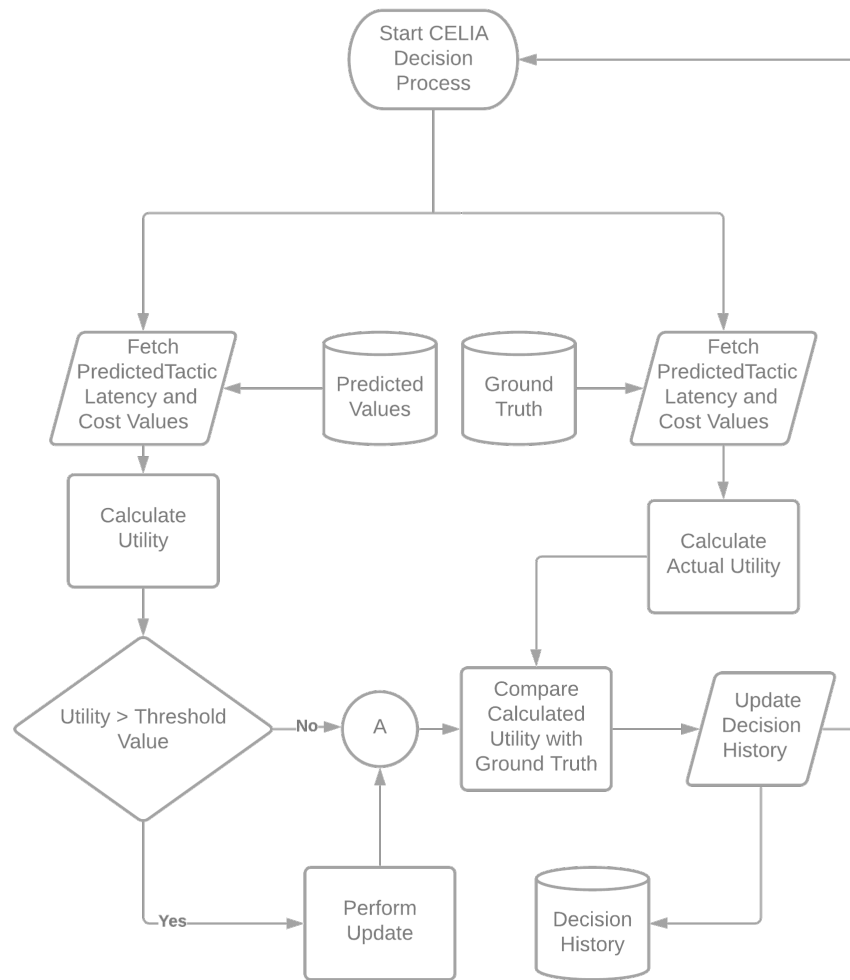 Start CELIA
Decision
Process
Fetch
PredictedTactic
Latency and
Cost Values
Predicted
Values
Ground
Truth
Fetch
PredictedTactic
Latency and
Cost Values
Calculate
Utility
Calculate
Actual Utility
Utility > Threshold
Value
No
A
Compare
Calculated
Utility with
Ground Truth
Update
Decision
History
Yes
Perform
Update
Decision
History